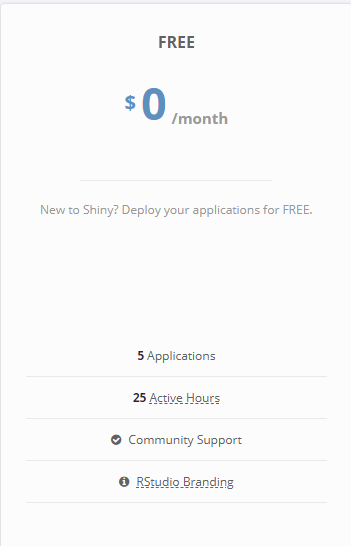 FREE
$ 0 /month
New to Shiny? Deploy your applications for FREE.
5 Applications
25 Active Hours
Community Support
RStudio Branding